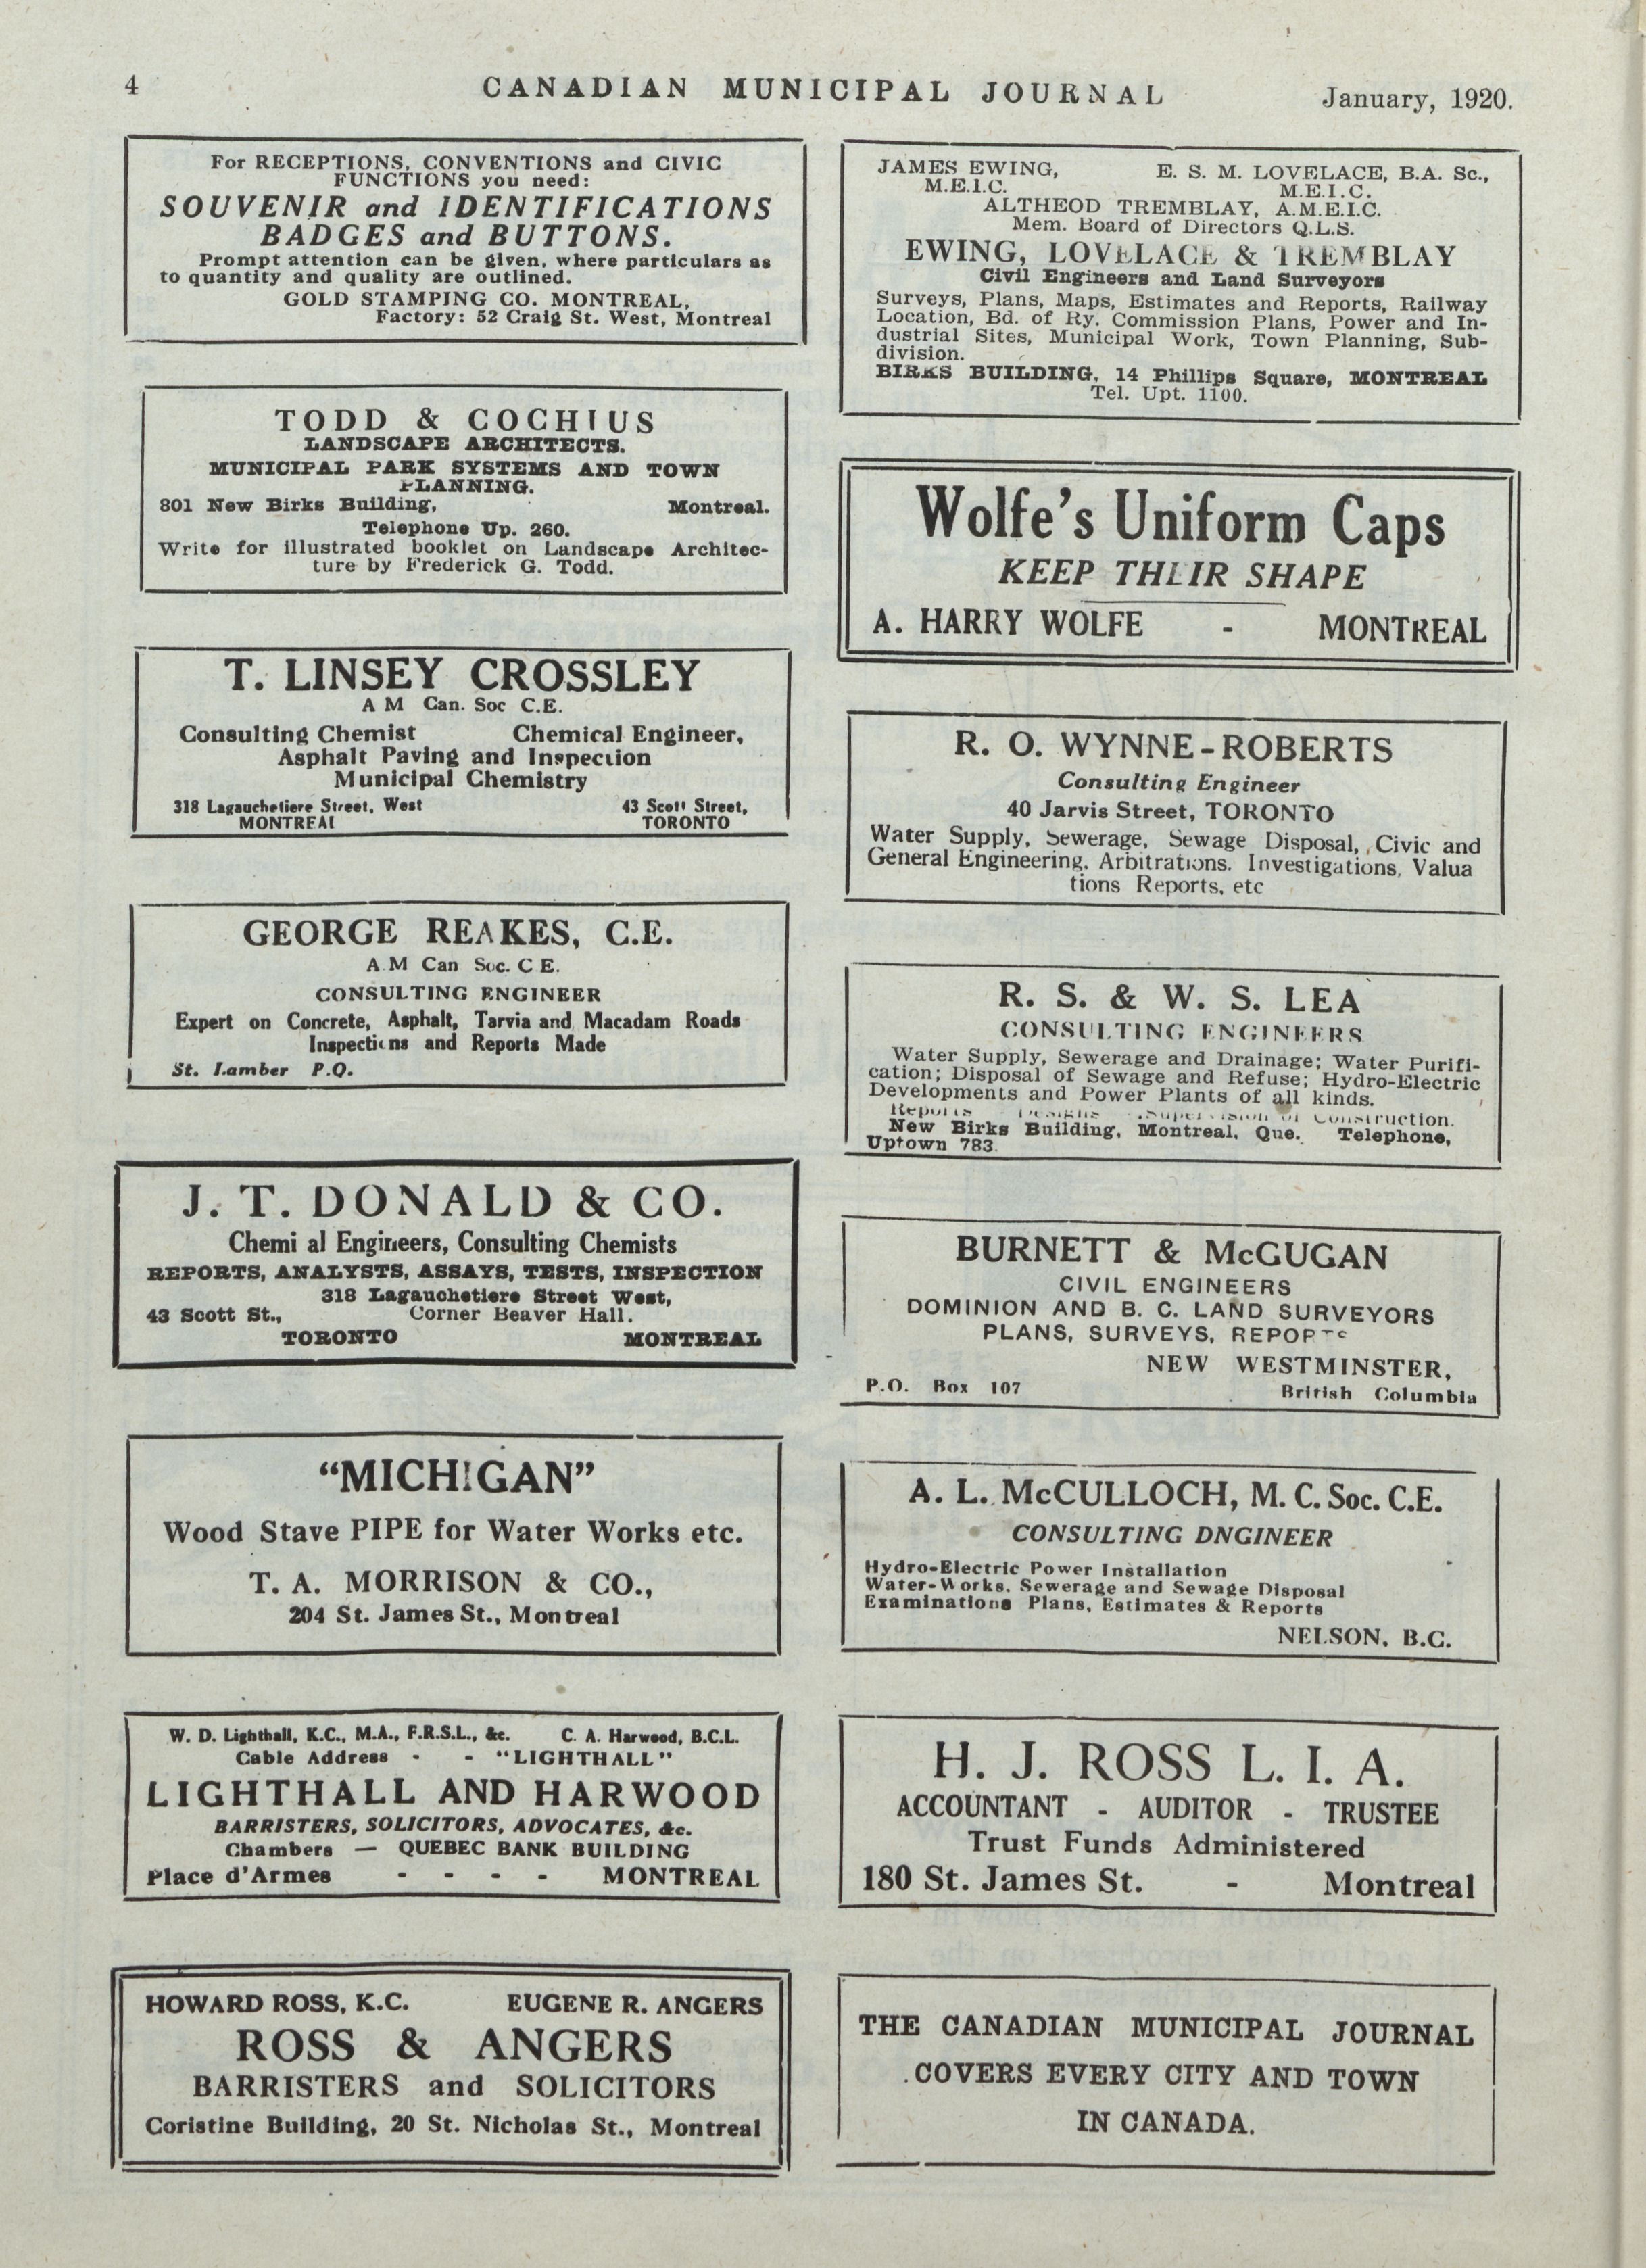 4
CANADIAN MUNICIPAL JOURNAL
January, 1920.
For RECEPTIONS, CONVENTIONS and CIVIC
FUNCTIONS you need:
SOUVENIR and IDENTIFICATIONS
BADGES and BUTTONS.
Prompt attention can be given, where particulars as
to quantity and quality are outlined.
GOLD STAMPING CO. MONTREAL,
Factory: 52 Craig St. West, Montreal
TODD & COCHIUS
LANDSCAPE ARCHITECTS.
MUNICIPAL PARK SYSTEMS AND TOWN
PLANNING.
801 New Birks Building, Montreal.
Telephone Up. 260.
Write for illustrated booklet on Landscape Architec-
ture by Frederick G. Todd.
T. LINSEY CROSSLEY
A M Can. Soc C.E.
Consulting Chemist Chemical Engineer,
Asphalt Paving and Inspection
Municipal Chemistry
318 Lagauchetiere Street, West 43 Scott Street,
MONTREAL TORONTO
GEORGE REAKES, C.E.
A.M Can Soc. C E.
CONSULTING ENGINEER
Expert on Concrete, Asphalt, Tarvia and Macadam Roads
Inspections and Reports Made
St. Lamber P.Q.
J. T. DONALD & CO.
Chemi al Engineers, Consulting Chemists
REPORTS, ANALYSTS, ASSAYS, TESTS, INSPECTION
318 Lagauchetiere Street West,
43 Scott St., Corner Beaver Hall.
TORONTO MONTREAL
"MICHIGAN"
Wood Stave PIPE for Water Works etc.
T. A. MORRISON & CO.,
204 St. James St., Montreal
W. D. Lighthall, K.C., M.A., F.R.S.L., &c. C. A. Harwood, B.C.L.
Cable Address - - "LIGHTHALL"
LIGHTHALL AND HARWOOD
BARRISTERS, SOLICITORS, ADVOCATES, &c.
Chambers — QUEBEC BANK BUILDING
Place d'Armes - - - - MONTREAL
HOWARD ROSS, K.C. EUGENE R. ANGERS
ROSS & ANGERS
BARRISTERS and SOLICITORS
Coristine Building, 20 St. Nicholas St., Montreal
JAMES EWING, E. S. M. LOVELACE, B.A. Sc.,
M.E.I.C. M.E.I.C.
ALTHEOD TREMBLAY, A.M.E.I.C.
Mem. Board of Directors Q.L.S.
EWING, LOVELACE & TREMBLAY
Civil Engineers and Land Surveyors
Surveys, Plans, Maps, Estimates and Reports, Railway
Location, Bd. of Ry. Commission Plans, Power and In-
dustrial Sites, Municipal Work, Town Planning, Sub-
division.
BIRKS BUILDING, 14 Phillips Square, MONTREAL
Tel. Upt. 1100.
Wolfe's Uniform Caps
KEEP THEIR SHAPE
A. HARRY WOLFE - MONTREAL
R. O. WYNNE-ROBERTS
Consulting Engineer
40 Jarvis Street, TORONTO
Water Supply, Sewerage, Sewage Disposal, Civic and
General Engineering, Arbitrations. Investigations, Valua
tions Reports, etc
R. S. & W. S. LEA
CONSULTING ENGINEERS
Water Supply, Sewerage and Drainage; Water Purifi-
cation; Disposal of Sewage and Refuse; Hydro-Electric
Developments and Power Plants of all kinds.
Reports - Designs - Supervision of Construction.
New Birks Building, Montreal, Que. Telephone,
Uptown 783.
BURNETT & McGUGAN
CIVIL ENGINEERS
DOMINION AND B. C. LAND SURVEYORS
PLANS, SURVEYS, REPORTS
NEW WESTMINSTER,
P.O. Box 107 British Columbia
A. L. McCULLOCH, M. C. Soc. C.E.
CONSULTING DNGINEER
Hydro-Electric Power Installation
Water-Works, Sewerage and Sewage Disposal
Examinations Plans, Estimates & Reports
NELSON, B.C.
H. J. ROSS L. I. A.
ACCOUNTANT - AUDITOR - TRUSTEE
Trust Funds Administered
180 St. James St. - Montreal
THE CANADIAN MUNICIPAL JOURNAL
COVERS EVERY CITY AND TOWN
IN CANADA.